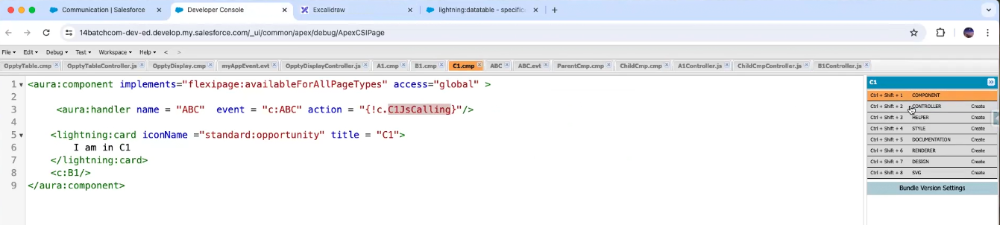 Communication | Salesforce
Developer Console
Excalidraw
lightning:datatable - specific
14batchcom-dev-ed.develop.my.salesforce.com/_ui/common/apex/debug/ApexCSIPage
File Edit Debug Test Workspace Help < >
OpptyTable.cmp OpptyTableController.js OpptyDisplay.cmp myAppEvent.evt OpptyDisplayController.js A1.cmp B1.cmp C1.cmp ABC ABC.evt ParentCmp.cmp ChildCmp.cmp A1Controller.js ChildCmpController.js B1Controller.js
1 <aura:component implements="flexipage:availableForAllPageTypes" access="global" >
2
3 <aura:handler name = "ABC" event = "c:ABC" action = "{!c.C1JsCalling}"/>
4
5 <lightning:card iconName ="standard:opportunity" title = "C1">
6 I am in C1
7 </lightning:card>
8 <c:B1/>
9 </aura:component>
C1
Ctrl + Shift + 1 COMPONENT
Ctrl + Shift + 2 CONTROLLER Create
Ctrl + Shift + 3 HELPER Create
Ctrl + Shift + 4 STYLE Create
Ctrl + Shift + 5 DOCUMENTATION Create
Ctrl + Shift + 6 RENDERER Create
Ctrl + Shift + 7 DESIGN Create
Ctrl + Shift + 8 SVG Create
Bundle Version Settings